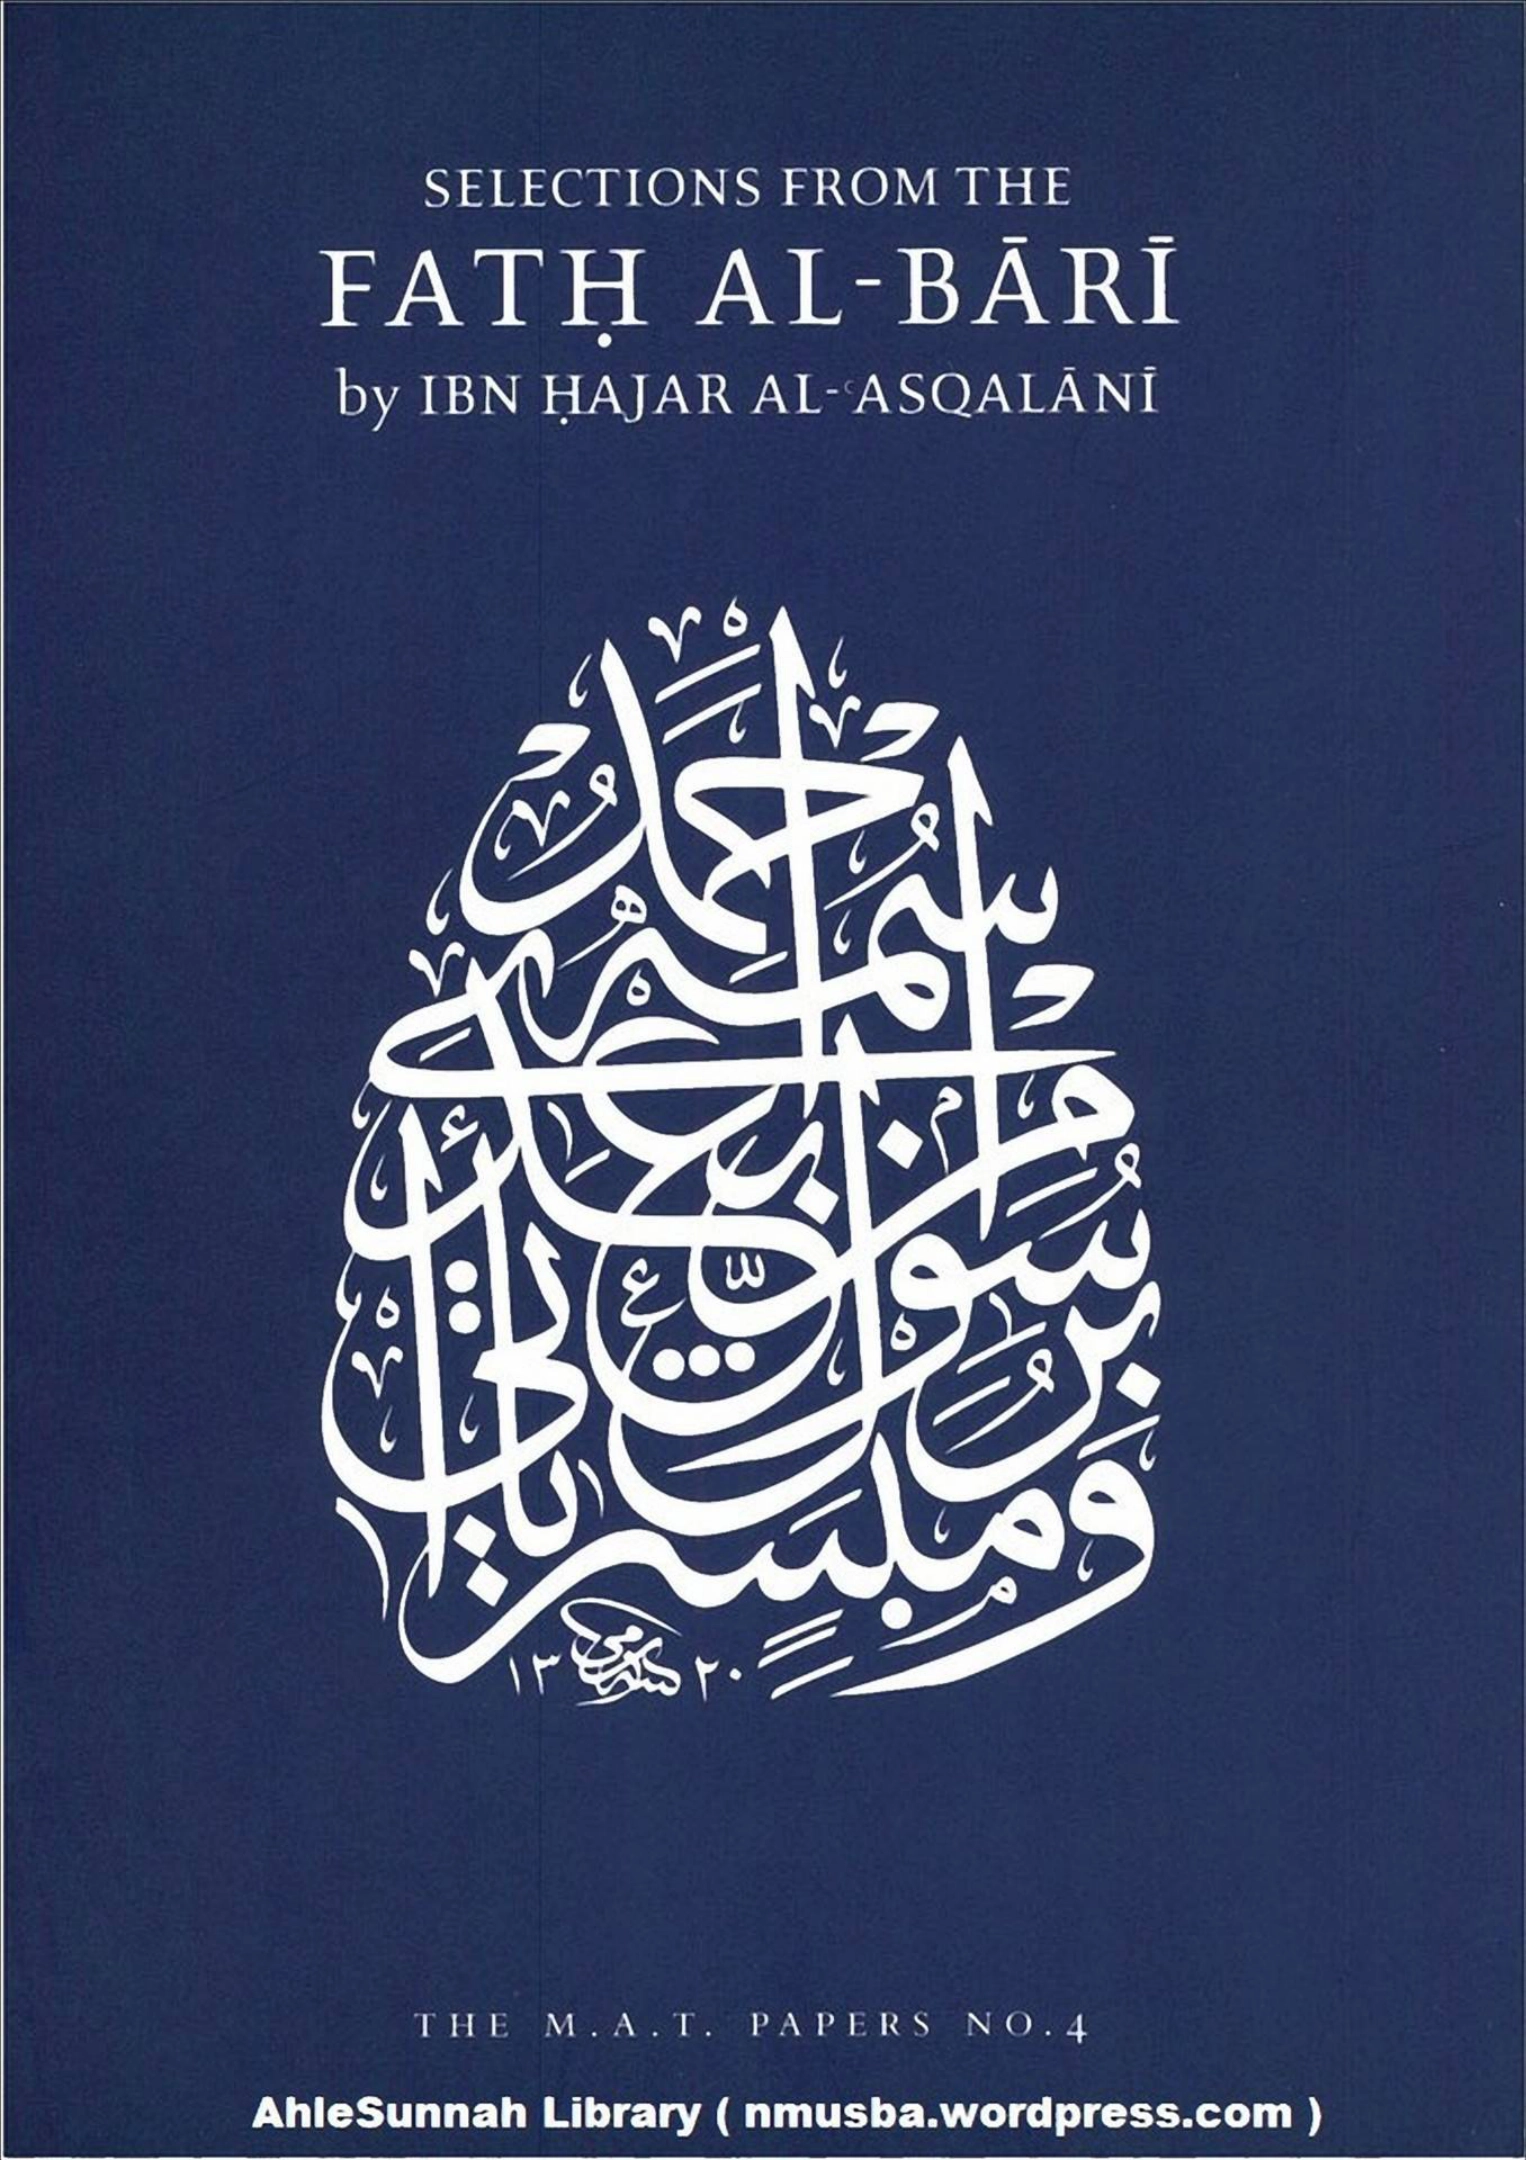 SELECTIONS FROM THE
FATḤ AL-BĀRĪ
by IBN ḤAJAR AL-ʿASQALĀNĪ
ومبشرا برسول يأتي من بعدي اسمه أحمد
١٣٢٠
THE M.A.T. PAPERS NO.4
AhleSunnah Library ( nmusba.wordpress.com )